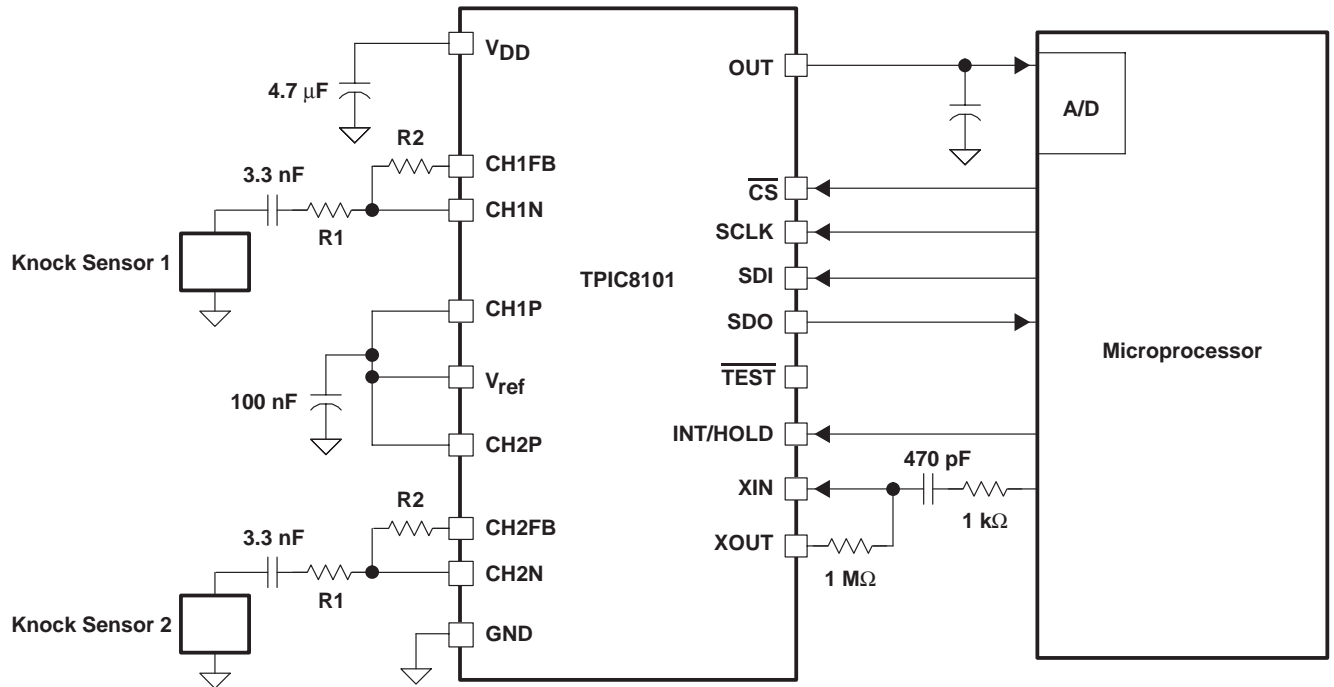 VDD
4.7 μF
R2
CH1FB
3.3 nF
CH1N
R1
Knock Sensor 1
CH1P
Vref
100 nF
CH2P
R2
CH2FB
3.3 nF
CH2N
R1
Knock Sensor 2
GND
TPIC8101
OUT
A/D
CS
SCLK
SDI
SDO
TEST
INT/HOLD
470 pF
XIN
1 kΩ
XOUT
1 MΩ
Microprocessor